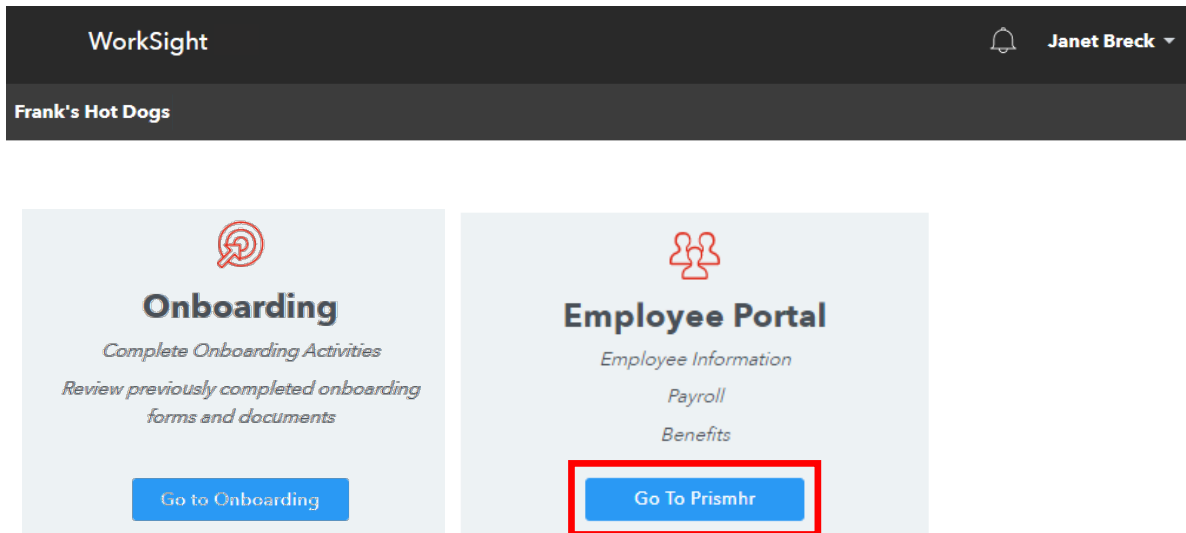 WorkSight
Janet Breck
Frank's Hot Dogs
Onboarding
Complete Onboarding Activities
Review previously completed onboarding
forms and documents
Go to Onboarding
Employee Portal
Employee Information
Payroll
Benefits
Go To Prismhr